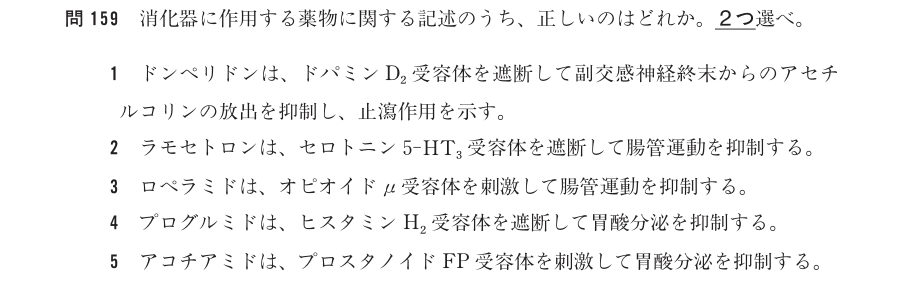 問159 消化器に作用する薬物に関する記述のうち、正しいのはどれか。2つ選べ。
1 ドンペリドンは、ドパミン D₂ 受容体を遮断して副交感神経終末からのアセチ
ルコリンの放出を抑制し、止瀉作用を示す。
2 ラモセトロンは、セロトニン 5-HT₃ 受容体を遮断して腸管運動を抑制する。
3 ロペラミドは、オピオイド μ 受容体を刺激して腸管運動を抑制する。
4 プログルミドは、ヒスタミン H₂ 受容体を遮断して胃酸分泌を抑制する。
5 アコチアミドは、プロスタノイド FP 受容体を刺激して胃酸分泌を抑制する。